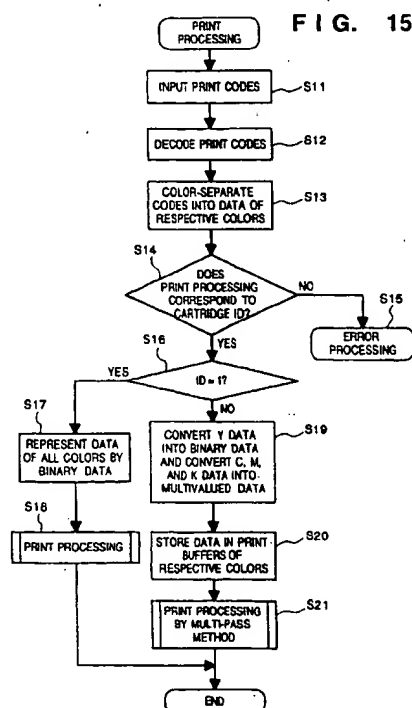 FIG. 15
PRINT
PROCESSING
INPUT PRINT CODES
S11
DECODE PRINT CODES
S12
COLOR-SEPARATE
CODES INTO DATA OF
RESPECTIVE COLORS
S13
S14
DOES
PRINT PROCESSING
CORRESPOND TO
CARTRIDGE ID?
NO
S15
ERROR
PROCESSING
YES
S16
ID = 1?
YES
NO
S17
REPRESENT DATA
OF ALL COLORS BY
BINARY DATA
S18
PRINT PROCESSING
S19
CONVERT Y DATA
INTO BINARY DATA
AND CONVERT C, M,
AND K DATA INTO
MULTIVALUED DATA
S20
STORE DATA IN PRINT
BUFFERS OF
RESPECTIVE COLORS
S21
PRINT PROCESSING
BY MULTI-PASS
METHOD
END